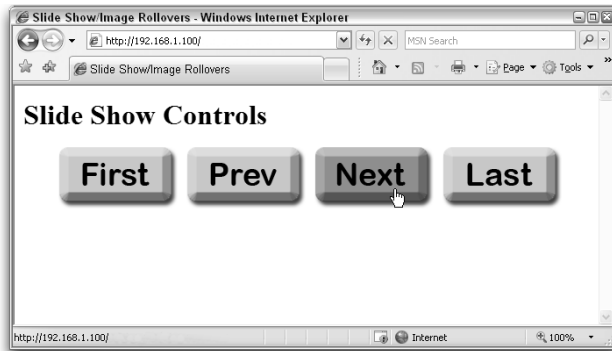 Slide Show/Image Rollovers - Windows Internet Explorer
http://192.168.1.100/
MSN Search
Slide Show/Image Rollovers
Page
Tools
»
Slide Show Controls
First
Prev
Next
Last
http://192.168.1.100/
Internet
100%